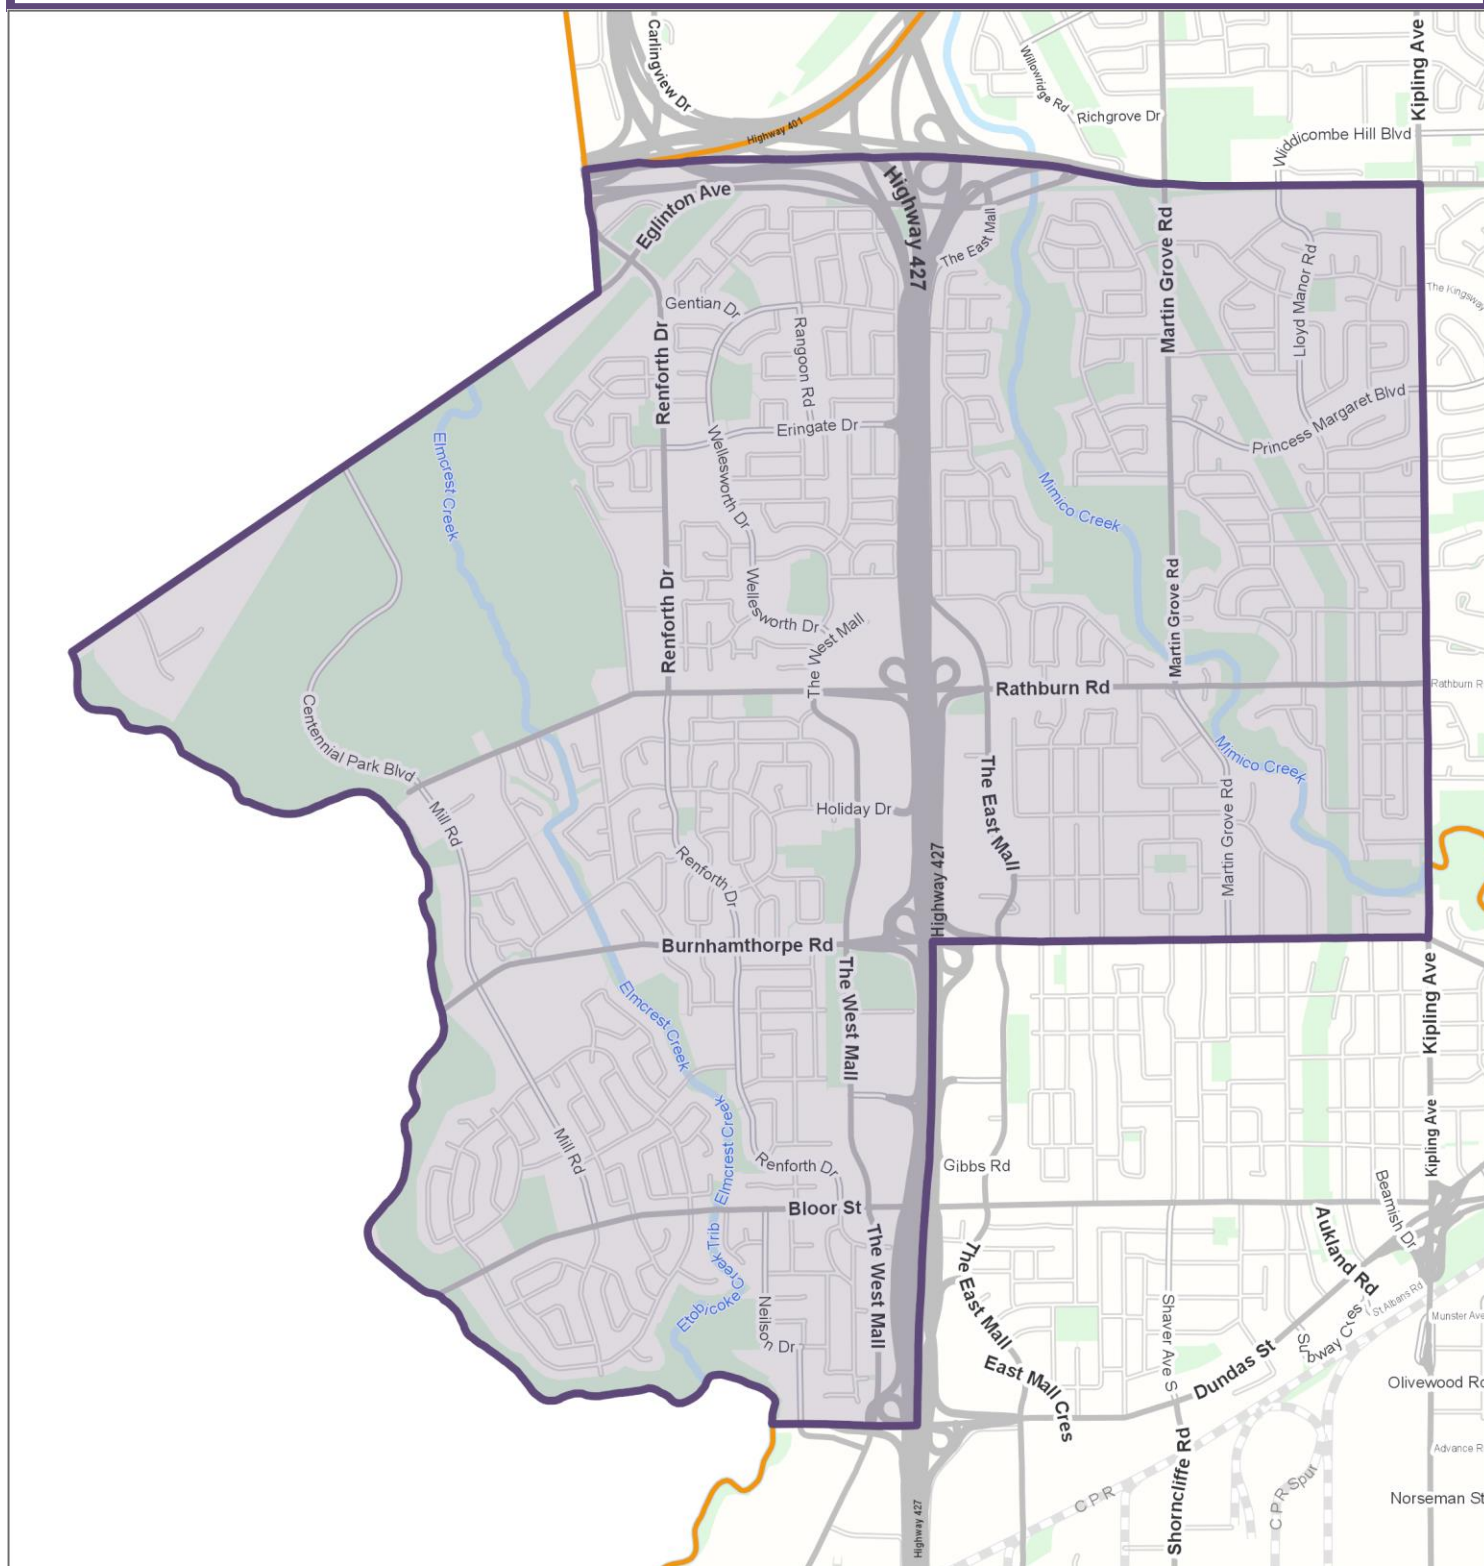 Carlingview Dr
Willowridge Rd
Kipling Ave
Richgrove Dr
Highway 401
Widdicombe Hill Blvd
Eglinton Ave
Highway 427
The East Mall
Martin Grove Rd
Lloyd Manor Rd
The Kingsway
Gentian Dr
Rangoon Rd
Renforth Dr
Princess Margaret Blvd
Eringate Dr
Elmcrest Creek
Wellesworth Dr
Mimico Creek
Renforth Dr
Wellesworth Dr
Martin Grove Rd
The West Mall
Rathburn Rd
Rathburn R
Centennial Park Blvd
Mimico Creek
The East Mall
Mill Rd
Holiday Dr
Martin Grove Rd
Renforth Dr
Highway 427
Burnhamthorpe Rd
The West Mall
Kipling Ave
Elmcrest Creek
Elmcrest Creek
Kipling Ave
Mill Rd
Renforth Dr
Gibbs Rd
Beamish Dr
Bloor St
Aukland Rd
Etobicoke Creek Trib
The West Mall
The East Mall
Neilson Dr
Shaver Ave S
St Albans Rd
Subway Cres
Munster Ave
Dundas St
East Mall Cres
Olivewood Rd
Shorncliffe Rd
Advance R
C P R
C P R Spur
Norseman St
Highway 427